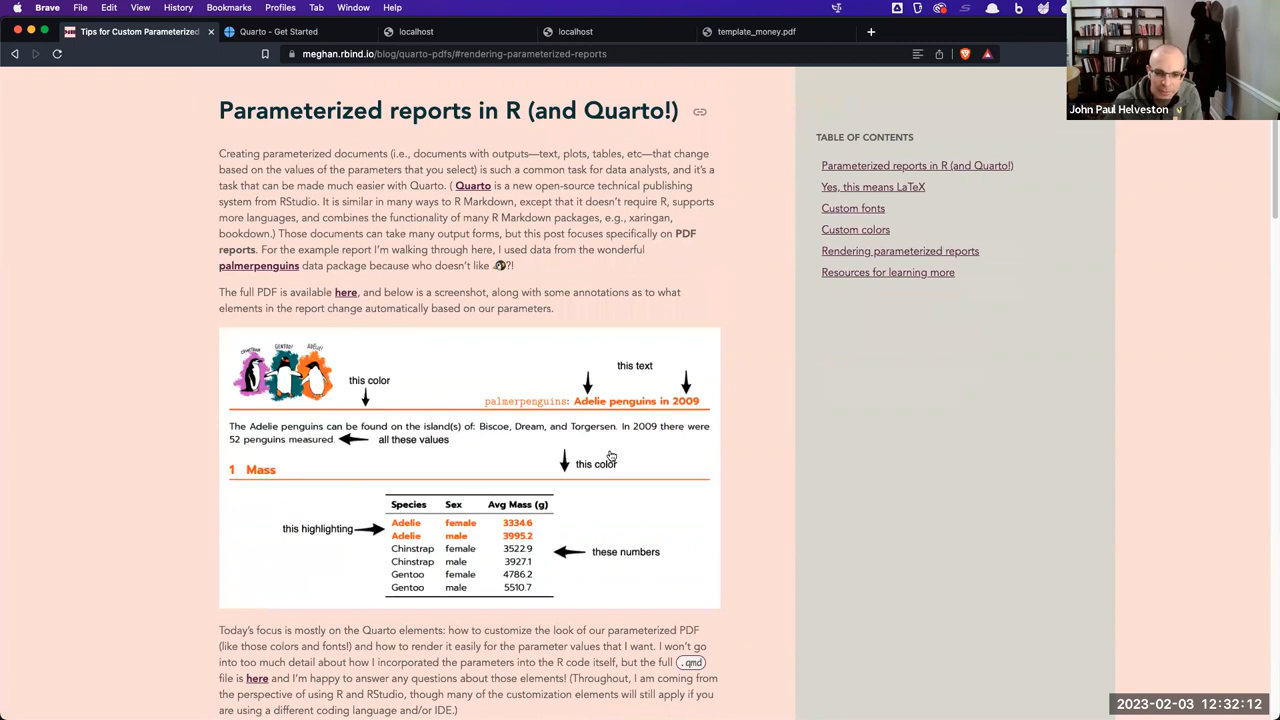 Brave File Edit View History Bookmarks Profiles Tab Window Help
Tips for Custom Parameterized
Quarto - Get Started
localhost
localhost
template_money.pdf
meghan.rbind.io/blog/quarto-pdfs/#rendering-parameterized-reports
John Paul Helveston
Parameterized reports in R (and Quarto!)
Creating parameterized documents (i.e., documents with outputs—text, plots, tables, etc—that change
based on the values of the parameters that you select) is such a common task for data analysts, and it's a
task that can be made much easier with Quarto. ( Quarto is a new open-source technical publishing
system from RStudio. It is similar in many ways to R Markdown, except that it doesn't require R, supports
more languages, and combines the functionality of many R Markdown packages, e.g., xaringan,
bookdown.) Those documents can take many output forms, but this post focuses specifically on PDF
reports. For the example report I'm walking through here, I used data from the wonderful
palmerpenguins data package because who doesn't like 🐧?!
The full PDF is available here, and below is a screenshot, along with some annotations as to what
elements in the report change automatically based on our parameters.
CHINSTRAP!
GENTOO!
ADÉLIE!
this color
this text
palmerpenguins: Adelie penguins in 2009
The Adelie penguins can be found on the island(s) of: Biscoe, Dream, and Torgersen. In 2009 there were
52 penguins measured.
all these values
this color
1 Mass
Species Sex Avg Mass (g)
this highlighting
Adelie female 3334.6
Adelie male 3995.2
Chinstrap female 3522.9
these numbers
Chinstrap male 3927.1
Gentoo female 4786.2
Gentoo male 5510.7
Today's focus is mostly on the Quarto elements: how to customize the look of our parameterized PDF
(like those colors and fonts!) and how to render it easily for the parameter values that I want. I won't go
into too much detail about how I incorporated the parameters into the R code itself, but the full .qmd
file is here and I'm happy to answer any questions about those elements! (Throughout, I am coming from
the perspective of using R and RStudio, though many of the customization elements will still apply if you
are using a different coding language and/or IDE.)
TABLE OF CONTENTS
Parameterized reports in R (and Quarto!)
Yes, this means LaTeX
Custom fonts
Custom colors
Rendering parameterized reports
Resources for learning more
2023-02-03 12:32:12